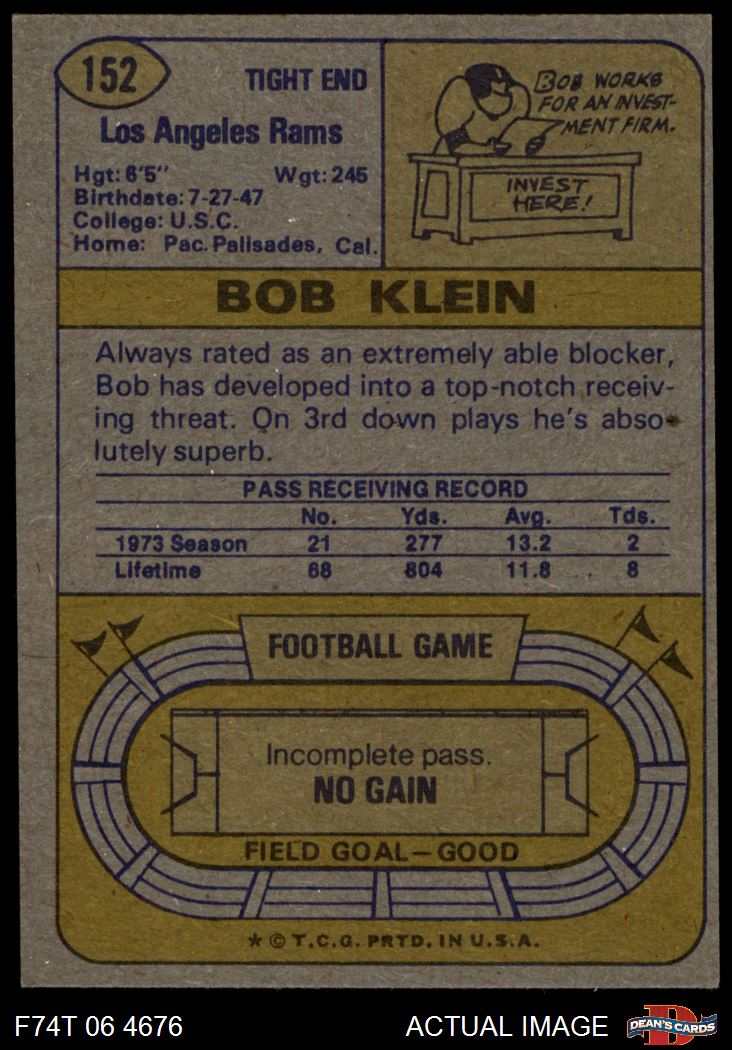 152
TIGHT END
Los Angeles Rams
Hgt: 6'5" Wgt: 245
Birthdate: 7-27-47
College: U.S.C.
Home: Pac. Palisades, Cal.
BOB WORKS
FOR AN INVEST-
MENT FIRM.
INVEST
HERE!
BOB KLEIN
Always rated as an extremely able blocker,
Bob has developed into a top-notch receiv-
ing threat. On 3rd down plays he's abso-
lutely superb.
PASS RECEIVING RECORD
No. Yds. Avg. Tds.
1973 Season 21 277 13.2 2
Lifetime 68 804 11.8 8
FOOTBALL GAME
Incomplete pass.
NO GAIN
FIELD GOAL—GOOD
* © T.C.G. PRTD. IN U.S.A.
F74T 06 4676 ACTUAL IMAGE
D
DEAN'S CARDS